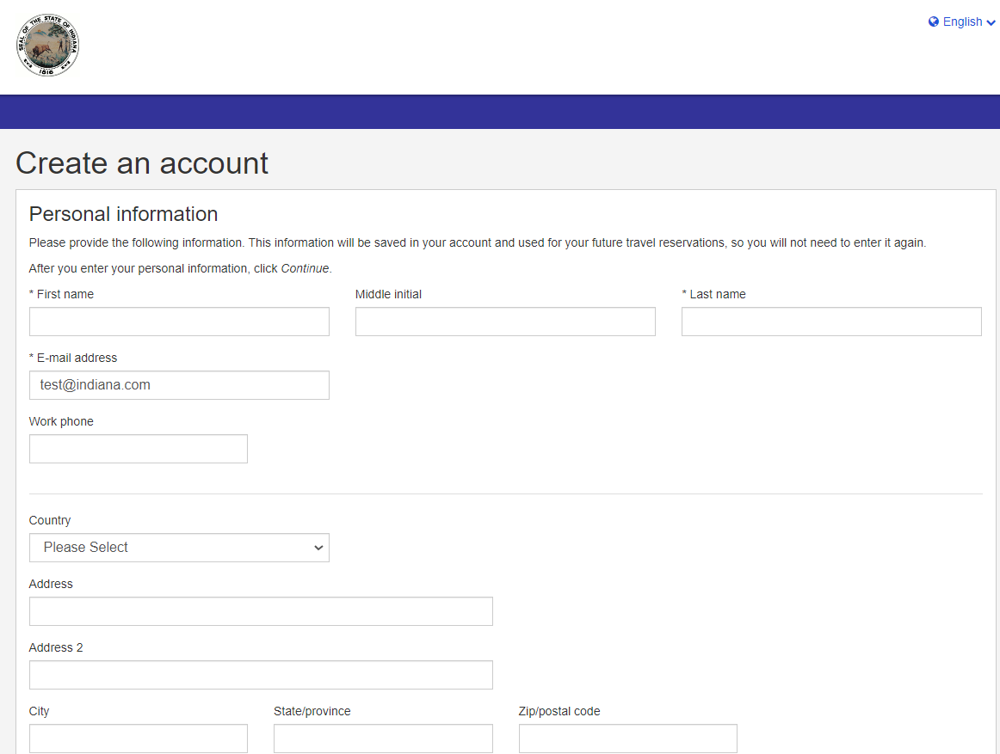 SEAL OF THE STATE OF INDIANA
1816
English
Create an account
Personal information
Please provide the following information. This information will be saved in your account and used for your future travel reservations, so you will not need to enter it again.
After you enter your personal information, click Continue.
* First name
Middle initial
* Last name
* E-mail address
test@indiana.com
Work phone
Country
Please Select
Address
Address 2
City
State/province
Zip/postal code